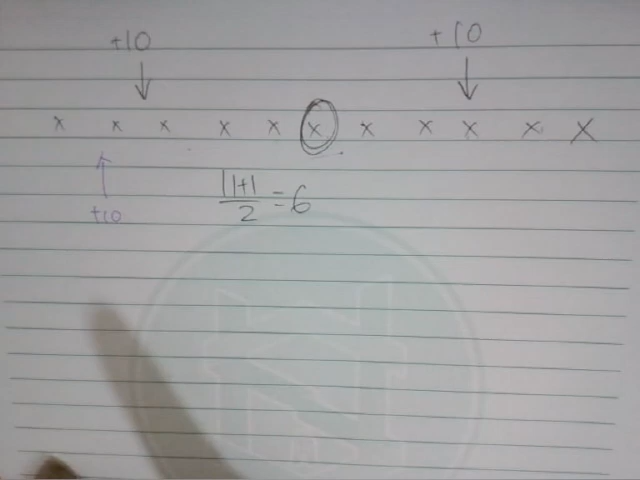 +10 +10
x x x x x x x x x x x
+10
11+1/2 = 6